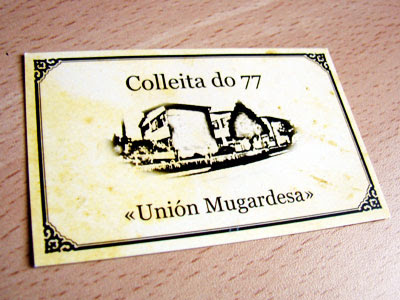 Colleita do 77
«Unión Mugardesa»